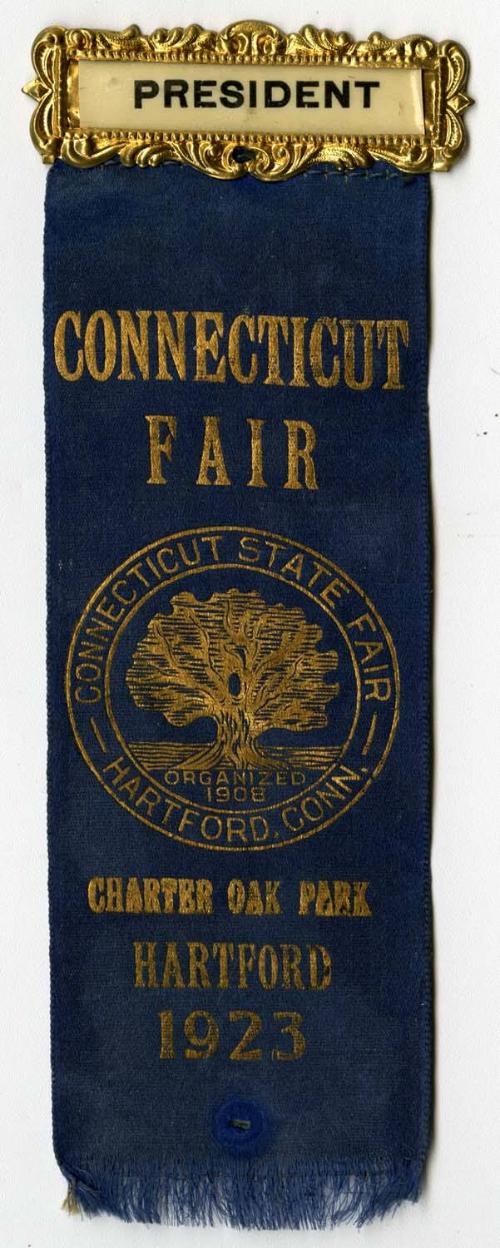 PRESIDENT
CONNECTICUT
FAIR
CONNECTICUT STATE FAIR
ORGANIZED
1908
HARTFORD, CONN.
CHARTER OAK PARK
HARTFORD
1923